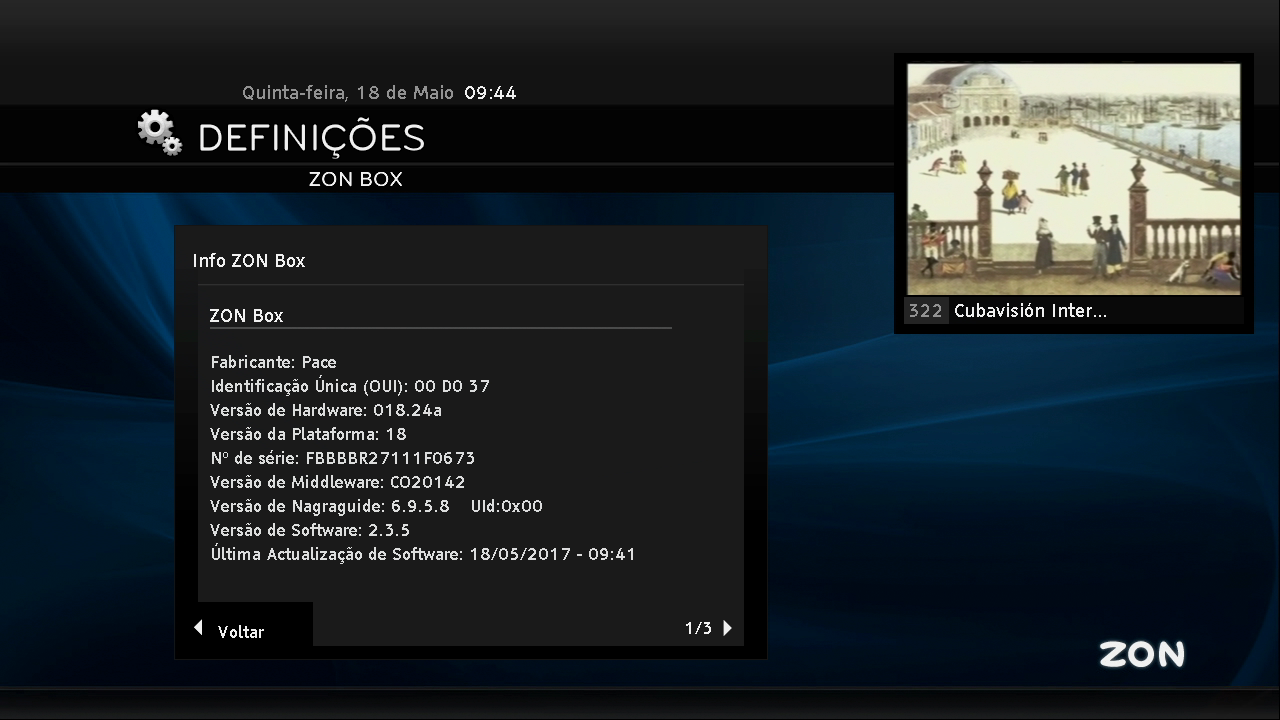 Quinta-feira, 18 de Maio 09:44
DEFINIÇÕES
ZON BOX
322 Cubavisión Inter...
Info ZON Box
ZON Box
Fabricante: Pace
Identificação Única (OUI): 00 D0 37
Versão de Hardware: 018.24a
Versão da Plataforma: 18
Nº de série: FBBBBR27111F0673
Versão de Middleware: CO20142
Versão de Nagraguide: 6.9.5.8 UId:0x00
Versão de Software: 2.3.5
Última Actualização de Software: 18/05/2017 - 09:41
Voltar
1/3
ZON